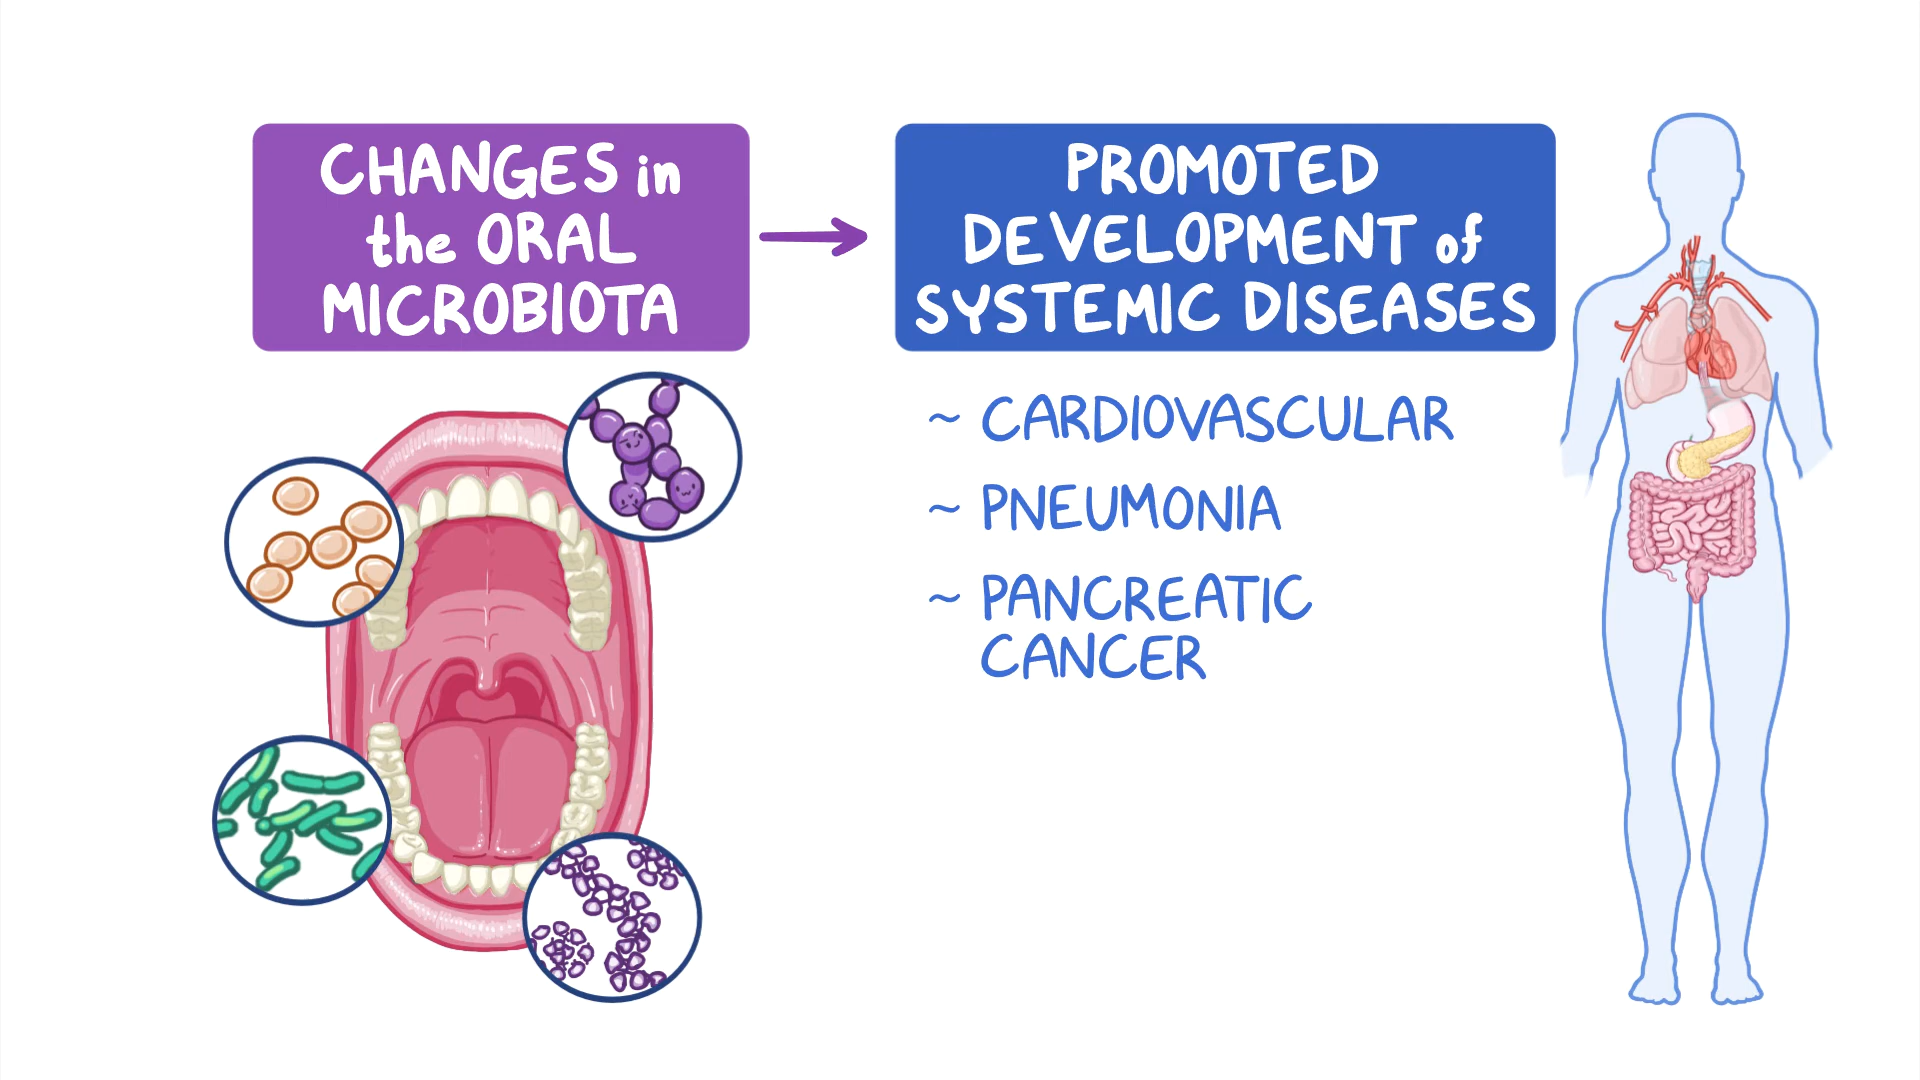 CHANGES in
the ORAL
MICROBIOTA
PROMOTED
DEVELOPMENT of
SYSTEMIC DISEASES
~ CARDIOVASCULAR
~ PNEUMONIA
~ PANCREATIC
CANCER